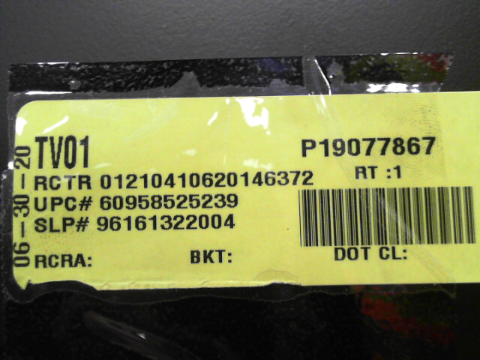 06-30-20
TV01
P19077867
RCTR 01210410620146372
RT :1
UPC# 60958525239
SLP# 96161322004
RCRA: BKT: DOT CL: